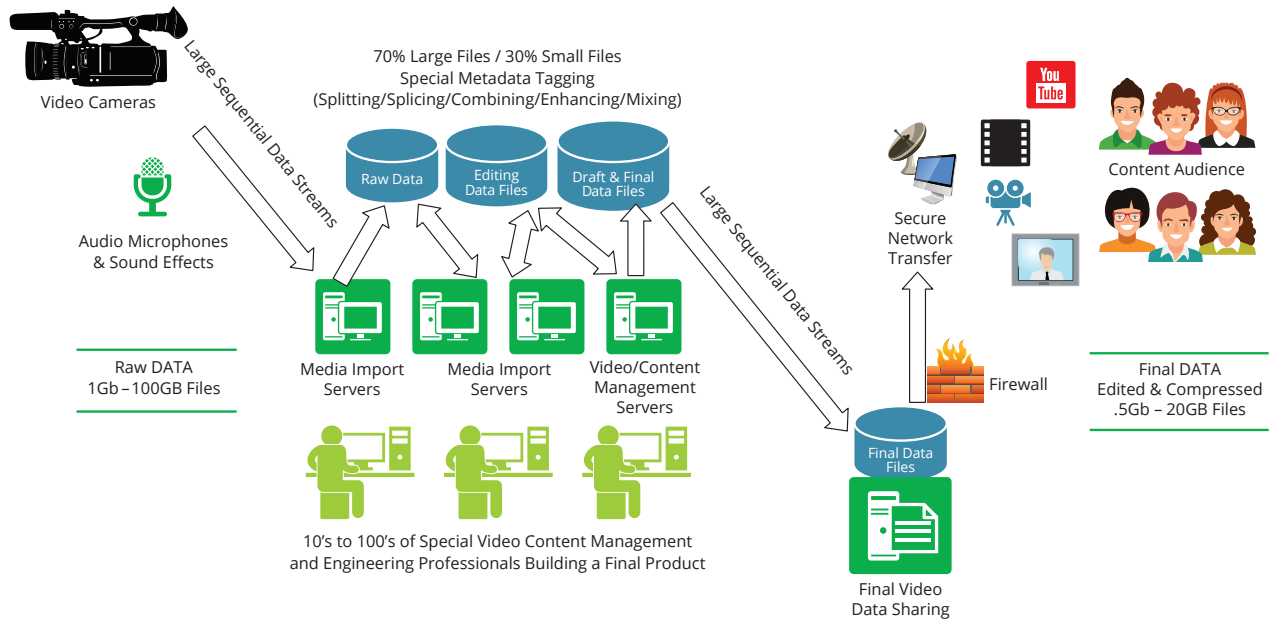 Video Cameras
Large Sequential Data Streams
70% Large Files / 30% Small Files
Special Metadata Tagging
(Splitting/Splicing/Combining/Enhancing/Mixing)
Raw Data
Editing
Data Files
Draft & Final
Data Files
Audio Microphones
& Sound Effects
Raw DATA
1Gb – 100GB Files
Media Import
Servers
Media Import
Servers
Video/Content
Management
Servers
10's to 100's of Special Video Content Management
and Engineering Professionals Building a Final Product
Large Sequential Data Streams
Final Data
Files
Final Video
Data Sharing
Firewall
Secure
Network
Transfer
You
Tube
Content Audience
Final DATA
Edited & Compressed
.5Gb – 20GB Files